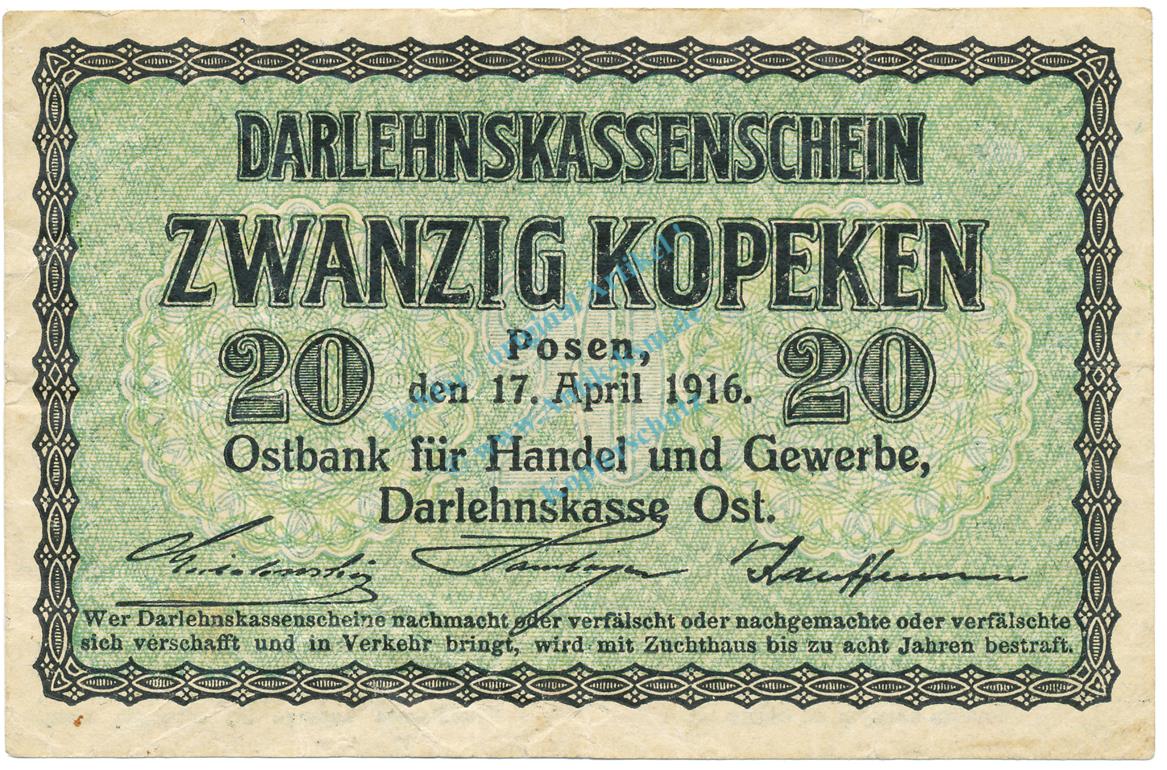 DARLEHNSKASSENSCHEIN
ZWANZIG KOPEKEN
20 Posen, 20
den 17. April 1916.
Ostbank für Handel und Gewerbe,
Darlehnskasse Ost.
Hamburger Kauffmann
Wer Darlehnskassenscheine nachmacht oder verfälscht oder nachgemachte oder verfälschte
sich verschafft und in Verkehr bringt, wird mit Zuchthaus bis zu acht Jahren bestraft.